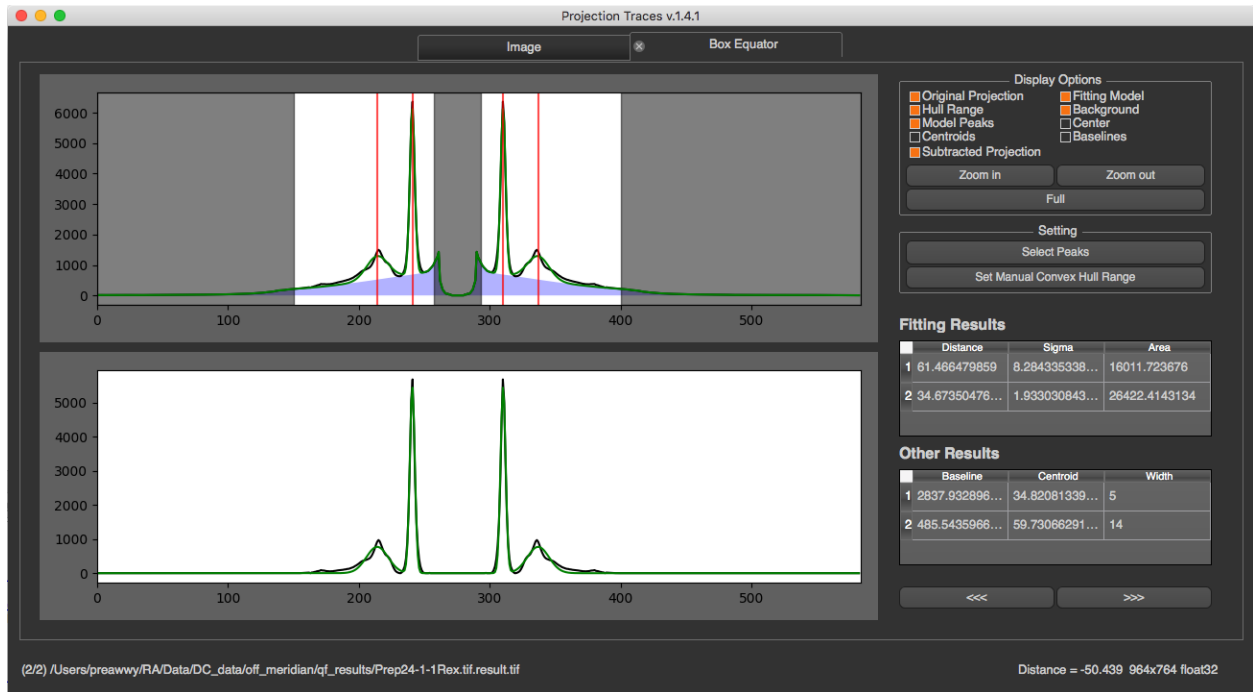 Projection Traces v.1.4.1
Image
Box Equator
6000
5000
4000
3000
2000
1000
0
0 100 200 300 400 500
5000
4000
3000
2000
1000
0
0 100 200 300 400 500
Display Options
Original Projection Fitting Model
Hull Range Background
Model Peaks Center
Centroids Baselines
Subtracted Projection
Zoom in Zoom out
Full
Setting
Select Peaks
Set Manual Convex Hull Range
Fitting Results
Distance Sigma Area
1 61.466479859 8.284335338... 16011.723676
2 34.67350476... 1.933030843... 26422.4143134
Other Results
Baseline Centroid Width
1 2837.932896... 34.82081339... 5
2 485.5435966... 59.73066291... 14
<<< >>>
(2/2) /Users/preawwy/RA/Data/DC_data/off_meridian/qf_results/Prep24-1-1Rex.tif.result.tif
Distance = -50.439 964x764 float32